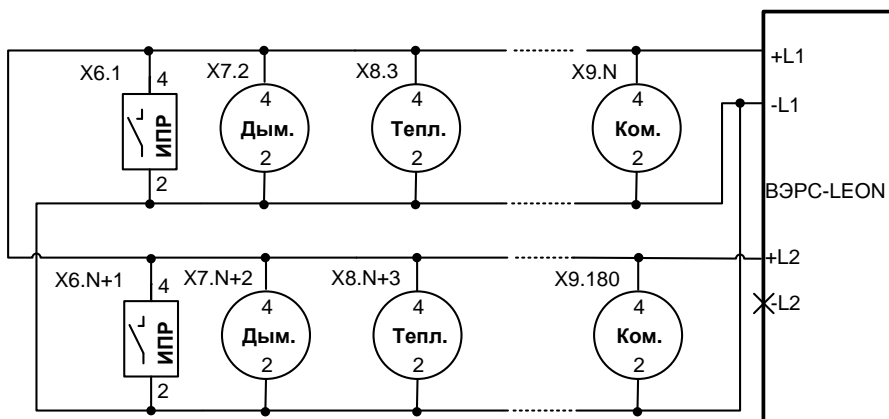 +L1
X6.1 X7.2 X8.3 X9.N
4 4 4 4
-L1
ИПР Дым. Тепл. Ком.
2 2 2 2
ВЭРС-LEON
+L2
X6.N+1 X7.N+2 X8.N+3 X9.180
4 4 4 4
-L2
ИПР Дым. Тепл. Ком.
2 2 2 2